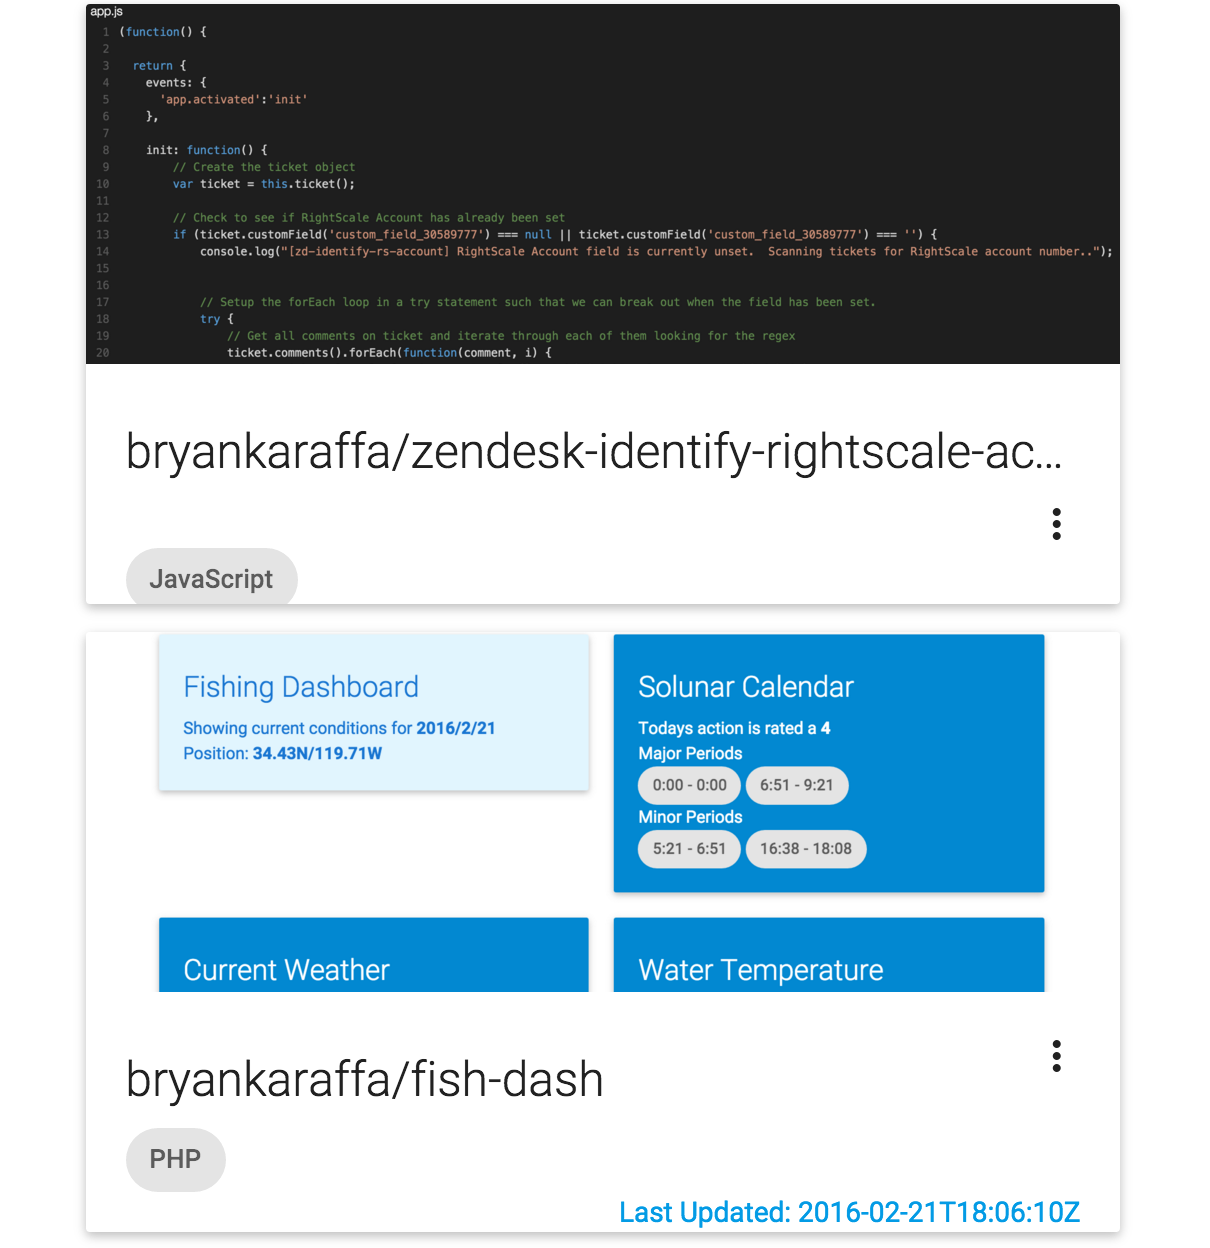 app.js
1 (function() {
2
3 return {
4 events: {
5 'app.activated':'init'
6 },
7
8 init: function() {
9 // Create the ticket object
10 var ticket = this.ticket();
11
12 // Check to see if RightScale Account has already been set
13 if (ticket.customField('custom_field_30589777') === null || ticket.customField('custom_field_30589777') === '') {
14 console.log("[zd-identify-rs-account] RightScale Account field is currently unset.  Scanning tickets for RightScale account number..");
15
16
17 // Setup the forEach loop in a try statement such that we can break out when the field has been set.
18 try {
19 // Get all comments on ticket and iterate through each of them looking for the regex
20 ticket.comments().forEach(function(comment, i) {
bryankaraffa/zendesk-identify-rightscale-ac...
JavaScript
Fishing Dashboard
Showing current conditions for 2016/2/21
Position: 34.43N/119.71W
Solunar Calendar
Todays action is rated a 4
Major Periods
0:00 - 0:00 6:51 - 9:21
Minor Periods
5:21 - 6:51 16:38 - 18:08
Current Weather
Water Temperature
bryankaraffa/fish-dash
PHP
Last Updated: 2016-02-21T18:06:10Z